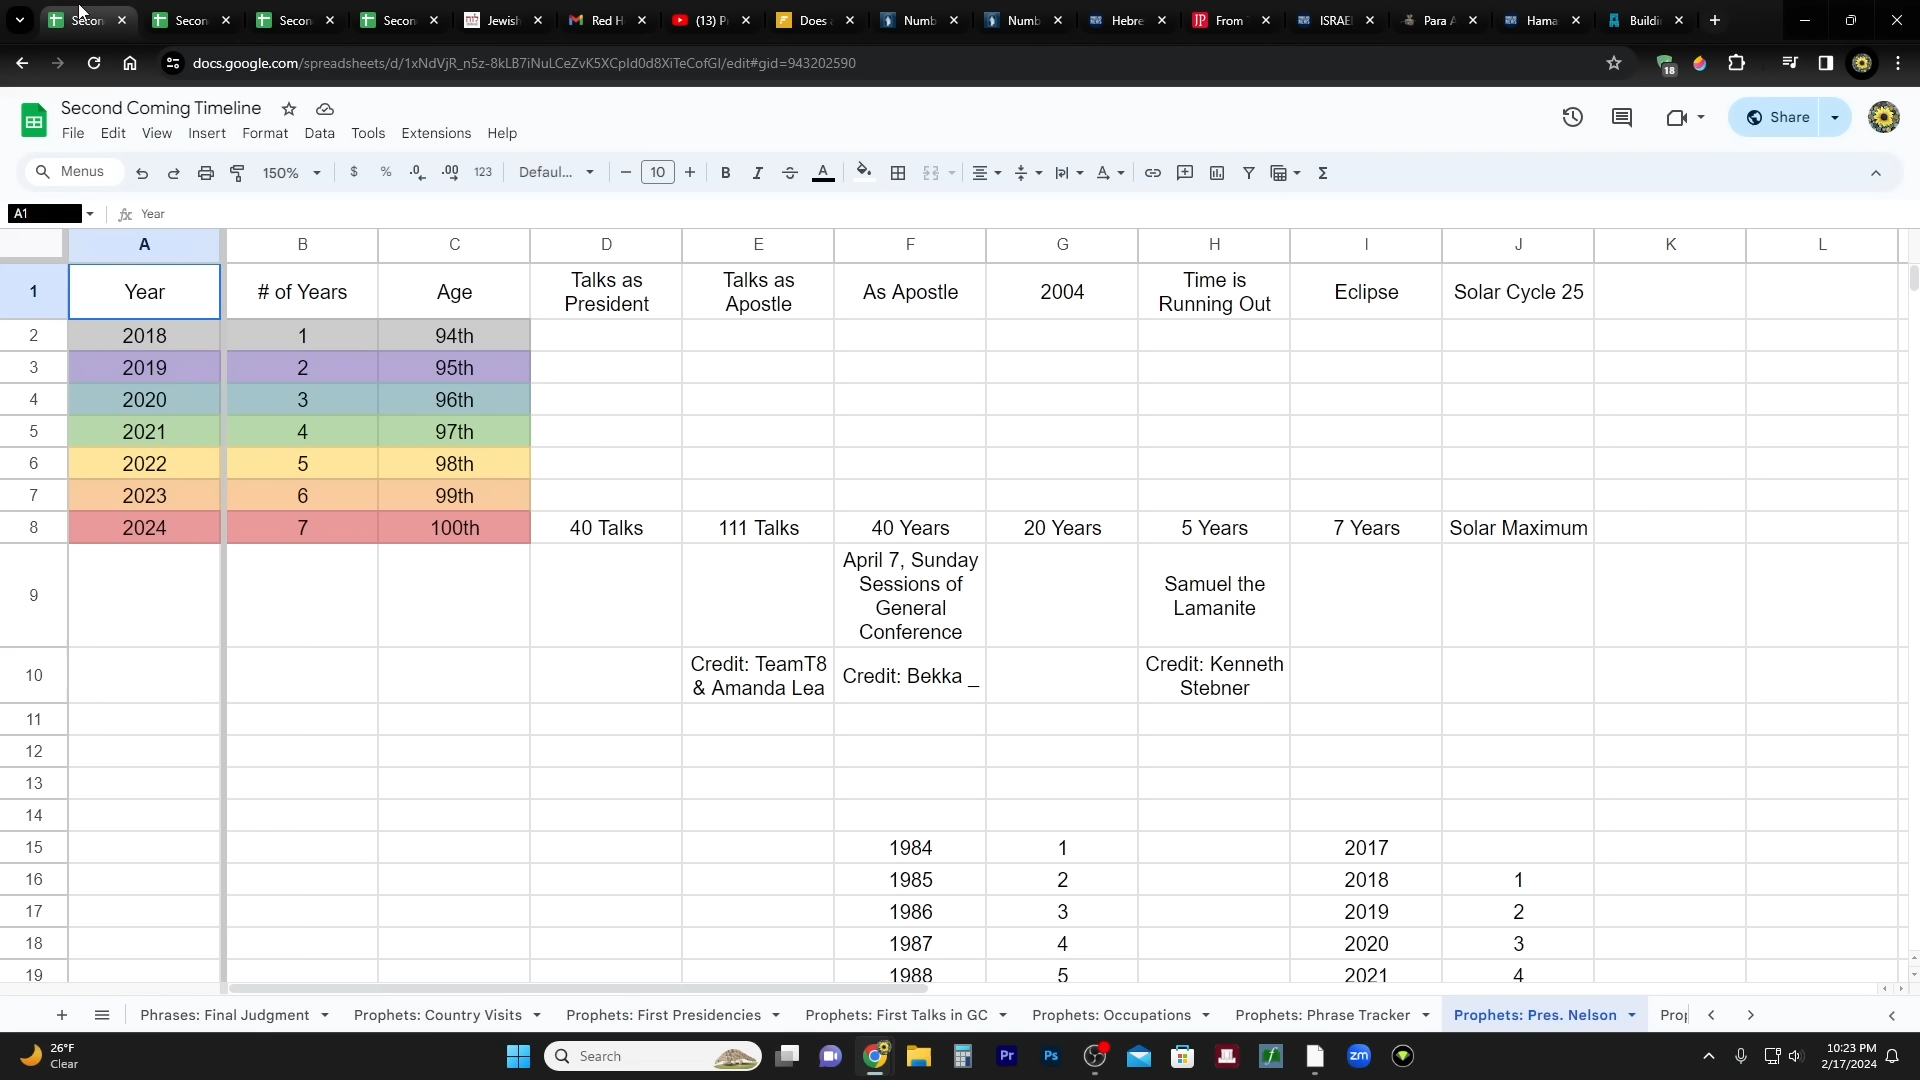 Secon
Secon
Secon
Secon
Jewish
Red H
(13) P
Does
Numb
Numb
Hebre
From
ISRAE
Para A
Hama
Buildi
docs.google.com/spreadsheets/d/1xNdVjR_n5z-8kLB7iNuLCeZvK5XCpId0d8XiTeCofGI/edit#gid=943202590
18
Second Coming Timeline
File Edit View Insert Format Data Tools Extensions Help
Share
Menus
150%
$ % .0 .00 123
Defaul...
10
B I A
A1
fx Year
A B C D E F G H I J K L
1 Year # of Years Age Talks as President Talks as Apostle As Apostle 2004 Time is Running Out Eclipse Solar Cycle 25
2 2018 1 94th
3 2019 2 95th
4 2020 3 96th
5 2021 4 97th
6 2022 5 98th
7 2023 6 99th
8 2024 7 100th 40 Talks 111 Talks 40 Years 20 Years 5 Years 7 Years Solar Maximum
9 April 7, Sunday Sessions of General Conference Samuel the Lamanite
10 Credit: TeamT8 & Amanda Lea Credit: Bekka _ Credit: Kenneth Stebner
11
12
13
14
15 1984 1 2017
16 1985 2 2018 1
17 1986 3 2019 2
18 1987 4 2020 3
19 1988 5 2021 4
Phrases: Final Judgment Prophets: Country Visits Prophets: First Presidencies Prophets: First Talks in GC Prophets: Occupations Prophets: Phrase Tracker Prophets: Pres. Nelson Prop
26°F
Clear
Search
Pr
Ps
zm
10:23 PM
2/17/2024